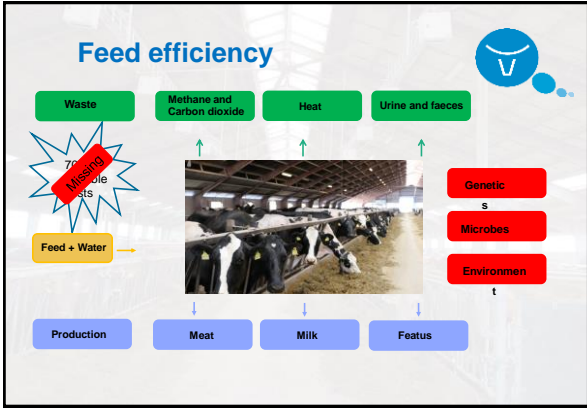 Feed efficiency
Waste
Methane and
Carbon dioxide
Heat
Urine and faeces
Missing
Genetic
s
Feed + Water
Microbes
Environmen
t
Production
Meat
Milk
Featus